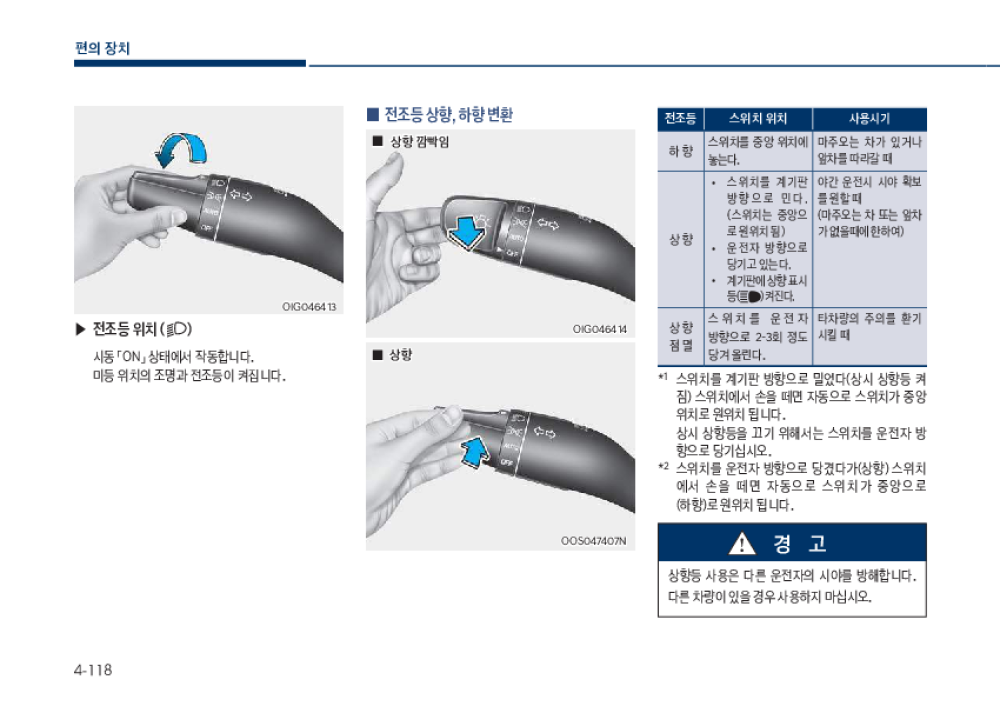 편의 장치
OIG046413
▶ 전조등 위치 ( )
시동 「ON」 상태에서 작동합니다.
미등 위치의 조명과 전조등이 켜집니다.
■ 전조등 상향, 하향 변환
■ 상향 깜빡임
OFF
OIG046414
■ 상향
OFF
OOS047407N
전조등 스위치 위치 사용시기
하향
스위치를 중앙 위치에
놓는다.
마주오는 차가 있거나
앞차를 따라갈 때
상향
• 스위치를 계기판
방향으로 민다.
(스위치는 중앙으
로 원위치 됨)
• 운전자 방향으로
당기고 있는다.
• 계기판에 상향 표시
등( ) 켜진다.
야간 운전시 시야 확보
를 원할 때
(마주오는 차 또는 앞차
가 없을때에 한하여)
상향
점멸
스위치를 운전자
방향으로 2-3회 정도
당겨 올린다.
타차량의 주의를 환기
시킬 때
*1 스위치를 계기판 방향으로 밀었다(상시 상향등 켜
짐) 스위치에서 손을 떼면 자동으로 스위치가 중앙
위치로 원위치 됩니다.
상시 상향등을 끄기 위해서는 스위치를 운전자 방
향으로 당기십시오.
*2 스위치를 운전자 방향으로 당겼다가(상향) 스위치
에서 손을 떼면 자동으로 스위치가 중앙으로
(하향)로 원위치 됩니다.
경 고
상향등 사용은 다른 운전자의 시야를 방해합니다.
다른 차량이 있을 경우 사용하지 마십시오.
4-118